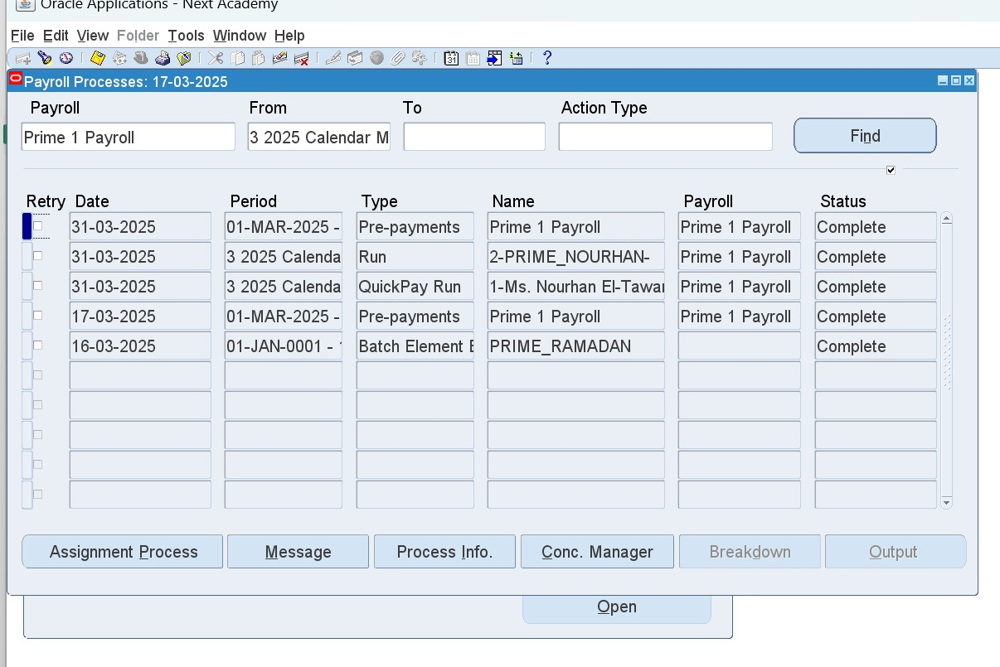 Oracle Applications - Next Academy
File Edit View Folder Tools Window Help
Payroll Processes: 17-03-2025
Payroll From To Action Type
Prime 1 Payroll 3 2025 Calendar M Find
Retry Date Period Type Name Payroll Status
31-03-2025 01-MAR-2025 - Pre-payments Prime 1 Payroll Prime 1 Payroll Complete
31-03-2025 3 2025 Calenda Run 2-PRIME_NOURHAN- Prime 1 Payroll Complete
31-03-2025 3 2025 Calenda QuickPay Run 1-Ms. Nourhan El-Tawar Prime 1 Payroll Complete
17-03-2025 01-MAR-2025 - Pre-payments Prime 1 Payroll Prime 1 Payroll Complete
16-03-2025 01-JAN-0001 - Batch Element E PRIME_RAMADAN Complete
Assignment Process Message Process Info. Conc. Manager Breakdown Output
Open